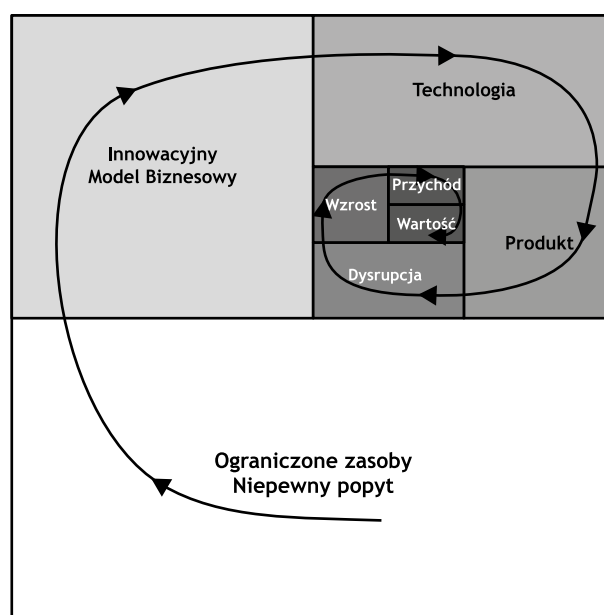 Innowacyjny
Model Biznesowy
Technologia
Produkt
Dysrupcja
Wzrost
Przychód
Wartość
Ograniczone zasoby
Niepewny popyt